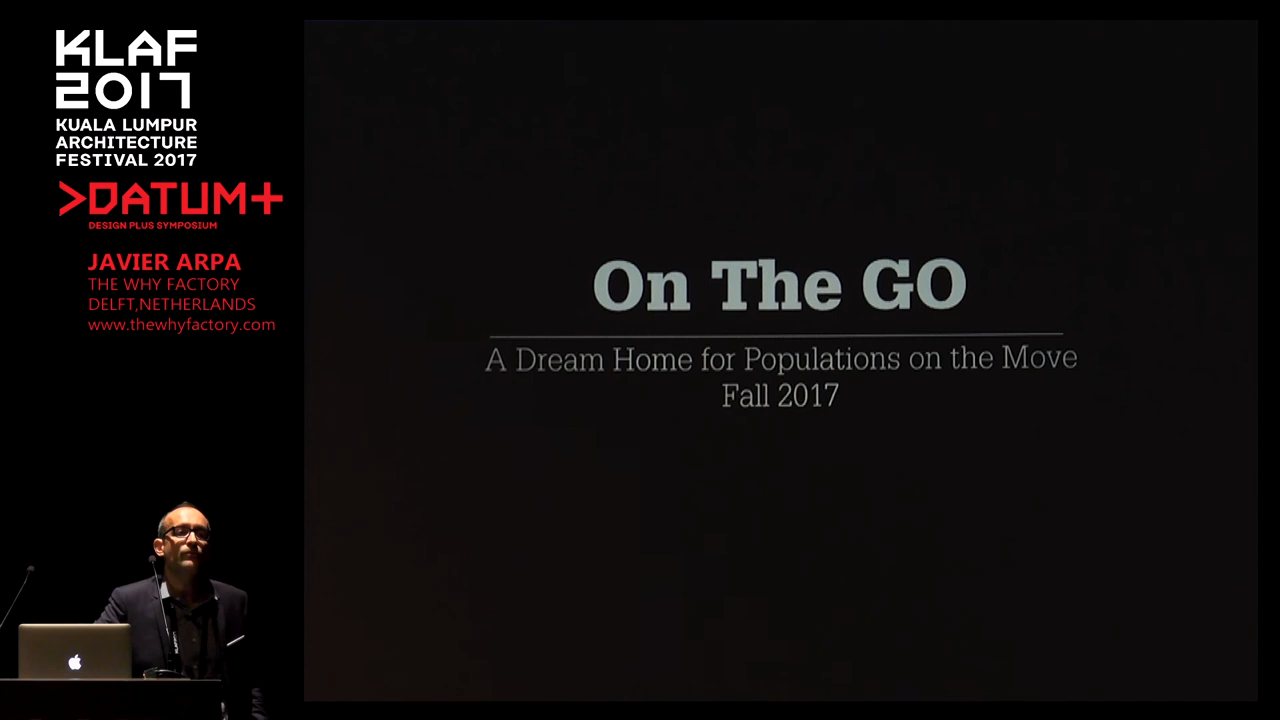 KLAF
2017
KUALA LUMPUR
ARCHITECTURE
FESTIVAL 2017
>DATUM+
DESIGN PLUS SYMPOSIUM
JAVIER ARPA
THE WHY FACTORY
DELFT,NETHERLANDS
www.thewhyfactory.com
On The GO
A Dream Home for Populations on the Move
Fall 2017